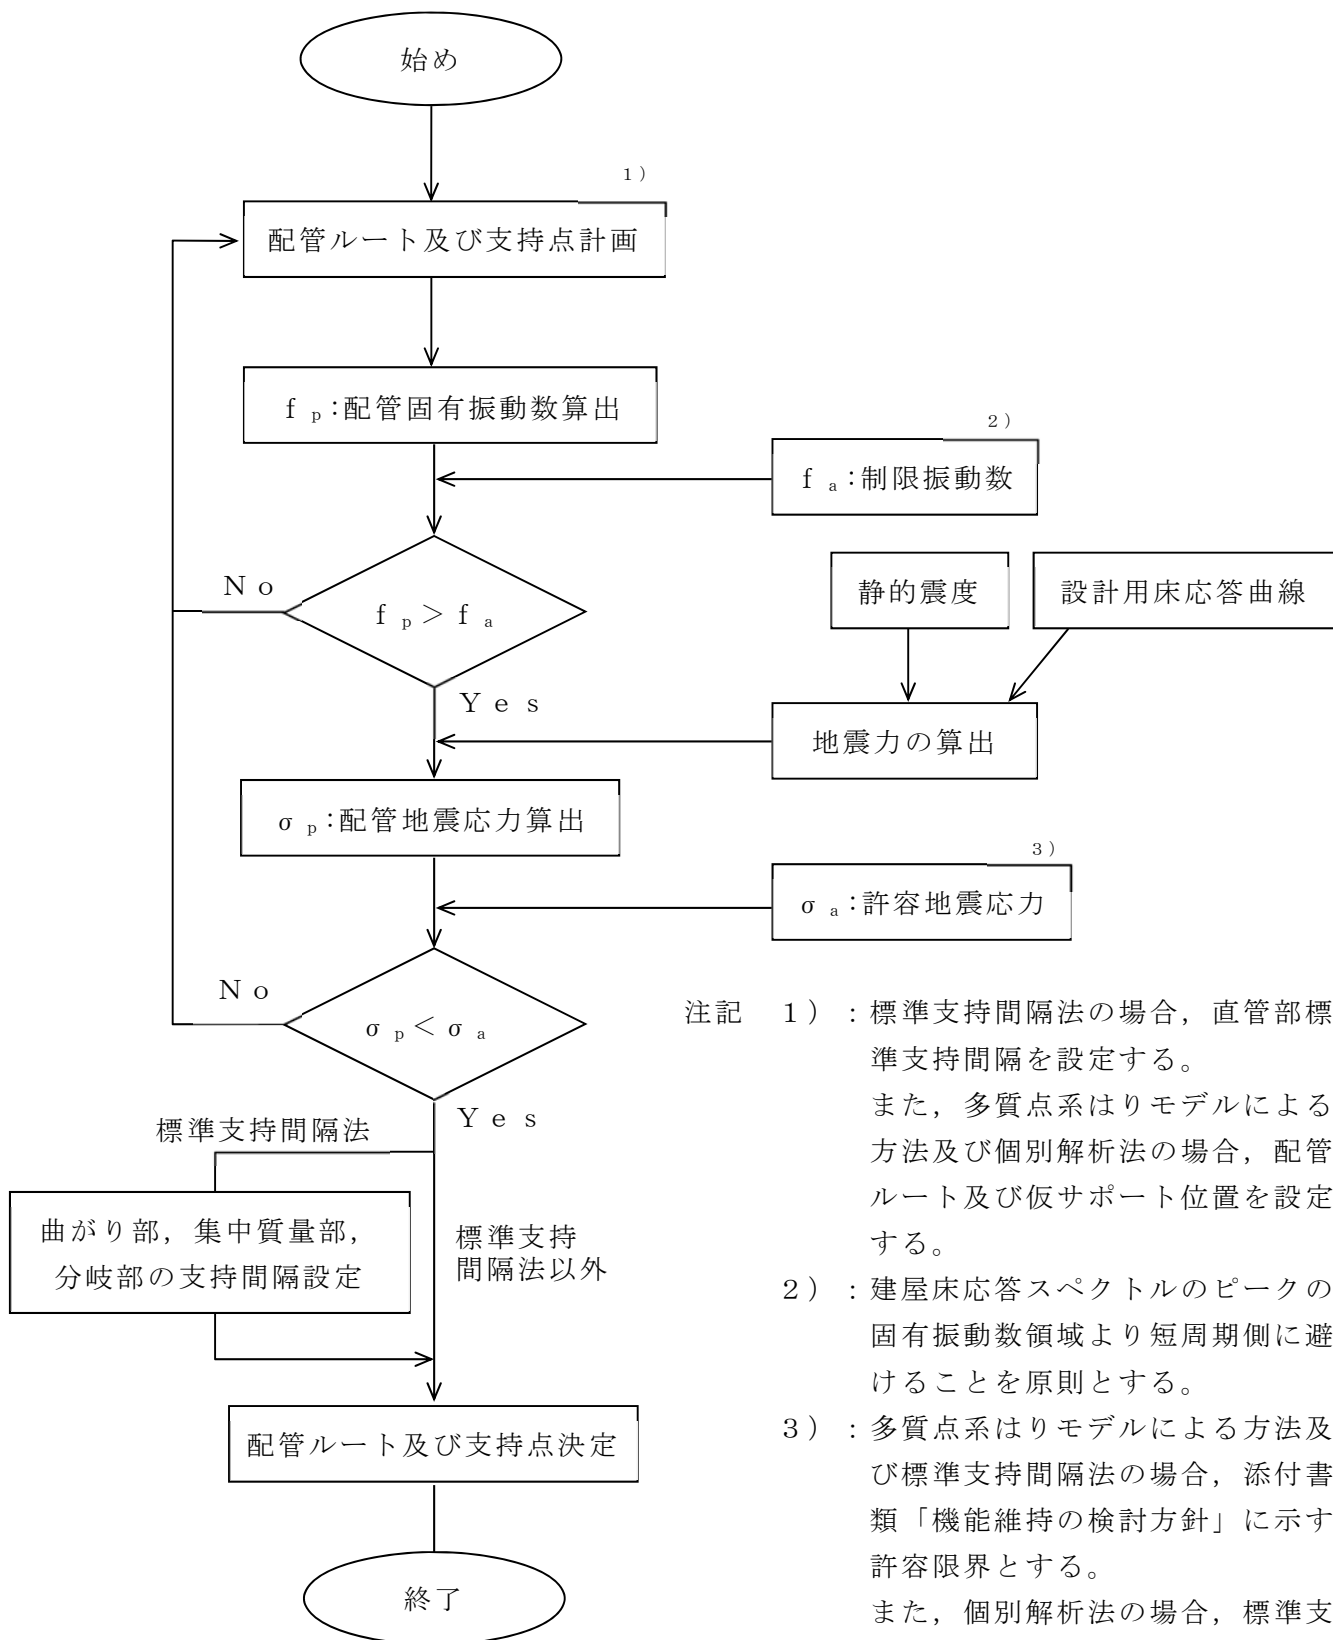 始め
1)
配管ルート及び支持点計画
f p:配管固有振動数算出
2)
f a:制限振動数
No
f p> f a
静的震度
設計用床応答曲線
Yes
地震力の算出
σ p:配管地震応力算出
3)
σ a:許容地震応力
No
σ p< σ a
Yes
標準支持間隔法
曲がり部，集中質量部，
分岐部の支持間隔設定
標準支持
間隔法以外
配管ルート及び支持点決定
終了
注記 1) : 標準支持間隔法の場合，直管部標
準支持間隔を設定する。
また，多質点系はりモデルによる
方法及び個別解析法の場合，配管
ルート及び仮サポート位置を設定
する。
2) : 建屋床応答スペクトルのピークの
固有振動数領域より短周期側に避
けることを原則とする。
3) : 多質点系はりモデルによる方法及
び標準支持間隔法の場合，添付書
類「機能維持の検討方針」に示す
許容限界とする。
また，個別解析法の場合，標準支